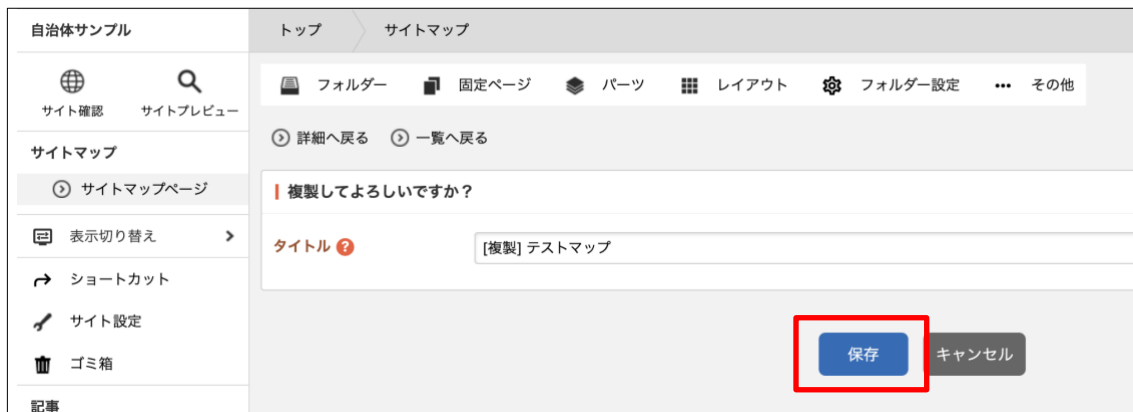 自治体サンプル
トップ サイトマップ
サイト確認 サイトプレビュー
フォルダー 固定ページ パーツ レイアウト フォルダー設定 ••• その他
詳細へ戻る 一覧へ戻る
サイトマップ
サイトマップページ
複製してよろしいですか？
表示切り替え
タイトル ?
[複製] テストマップ
ショートカット
サイト設定
保存 キャンセル
ゴミ箱
記事